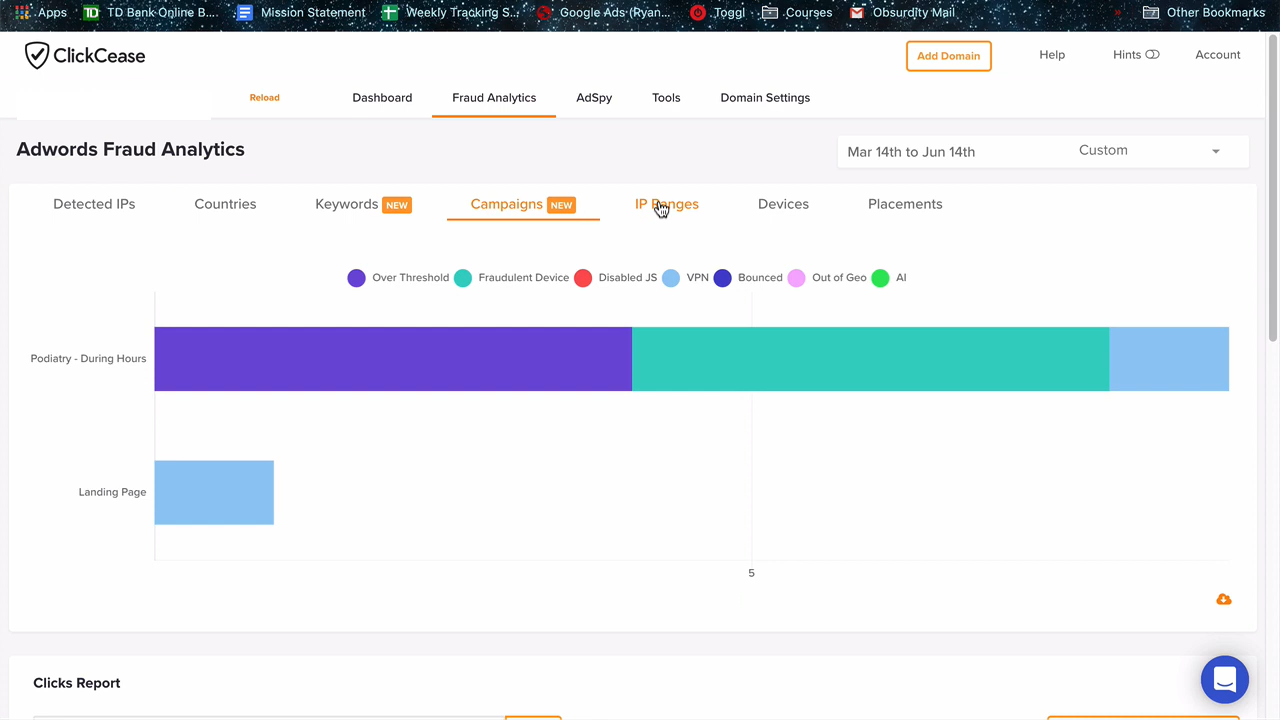 Apps TD TD Bank Online B... Mission Statement Weekly Tracking S... Google Ads (Ryan... Toggl Courses Absurdity Mail » Other Bookmarks
ClickCease Add Domain Help Hints Account
Reload Dashboard Fraud Analytics AdSpy Tools Domain Settings
Adwords Fraud Analytics
Mar 14th to Jun 14th Custom
Detected IPs Countries Keywords NEW Campaigns NEW IP Ranges Devices Placements
Over Threshold Fraudulent Device Disabled JS VPN Bounced Out of Geo AI
Podiatry - During Hours
Landing Page
5
Clicks Report